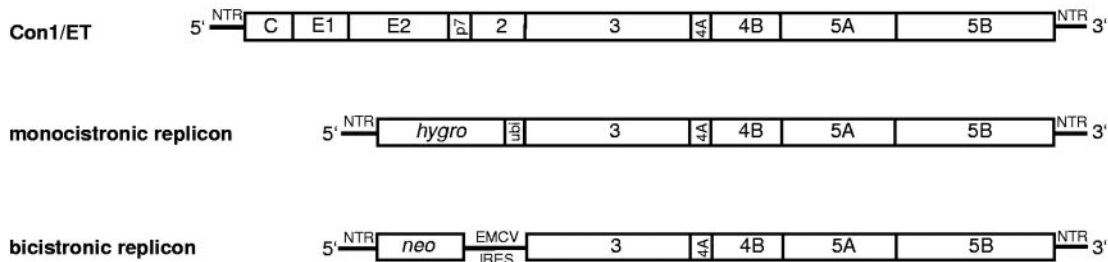 Con1/ET 5‘ NTR C E1 E2 p7 2 3 4A 4B 5A 5B NTR 3‘
monocistronic replicon 5‘ NTR hygro ubi 3 4A 4B 5A 5B NTR 3‘
bicistronic replicon 5‘ NTR neo EMCV IRES 3 4A 4B 5A 5B NTR 3‘